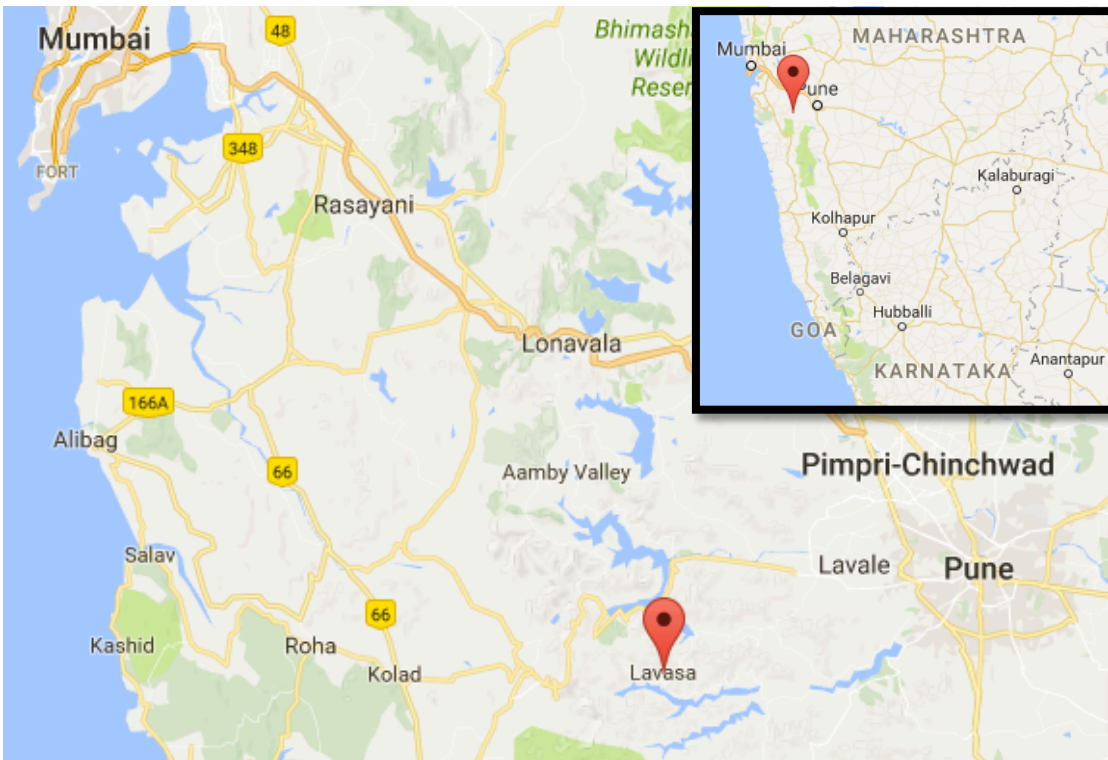 Mumbai
48
Bhimash
Wildli
Reser
348
FORT
Rasayani
Lonavala
166A
Alibag
66
Aamby Valley
Pimpri-Chinchwad
Salav
Lavale
Pune
66
Kashid
Roha
Kolad
Lavasa
Mumbai
MAHARASHTRA
Pune
Kalaburagi
Kolhapur
Belagavi
Hubballi
GOA
KARNATAKA
Anantapur